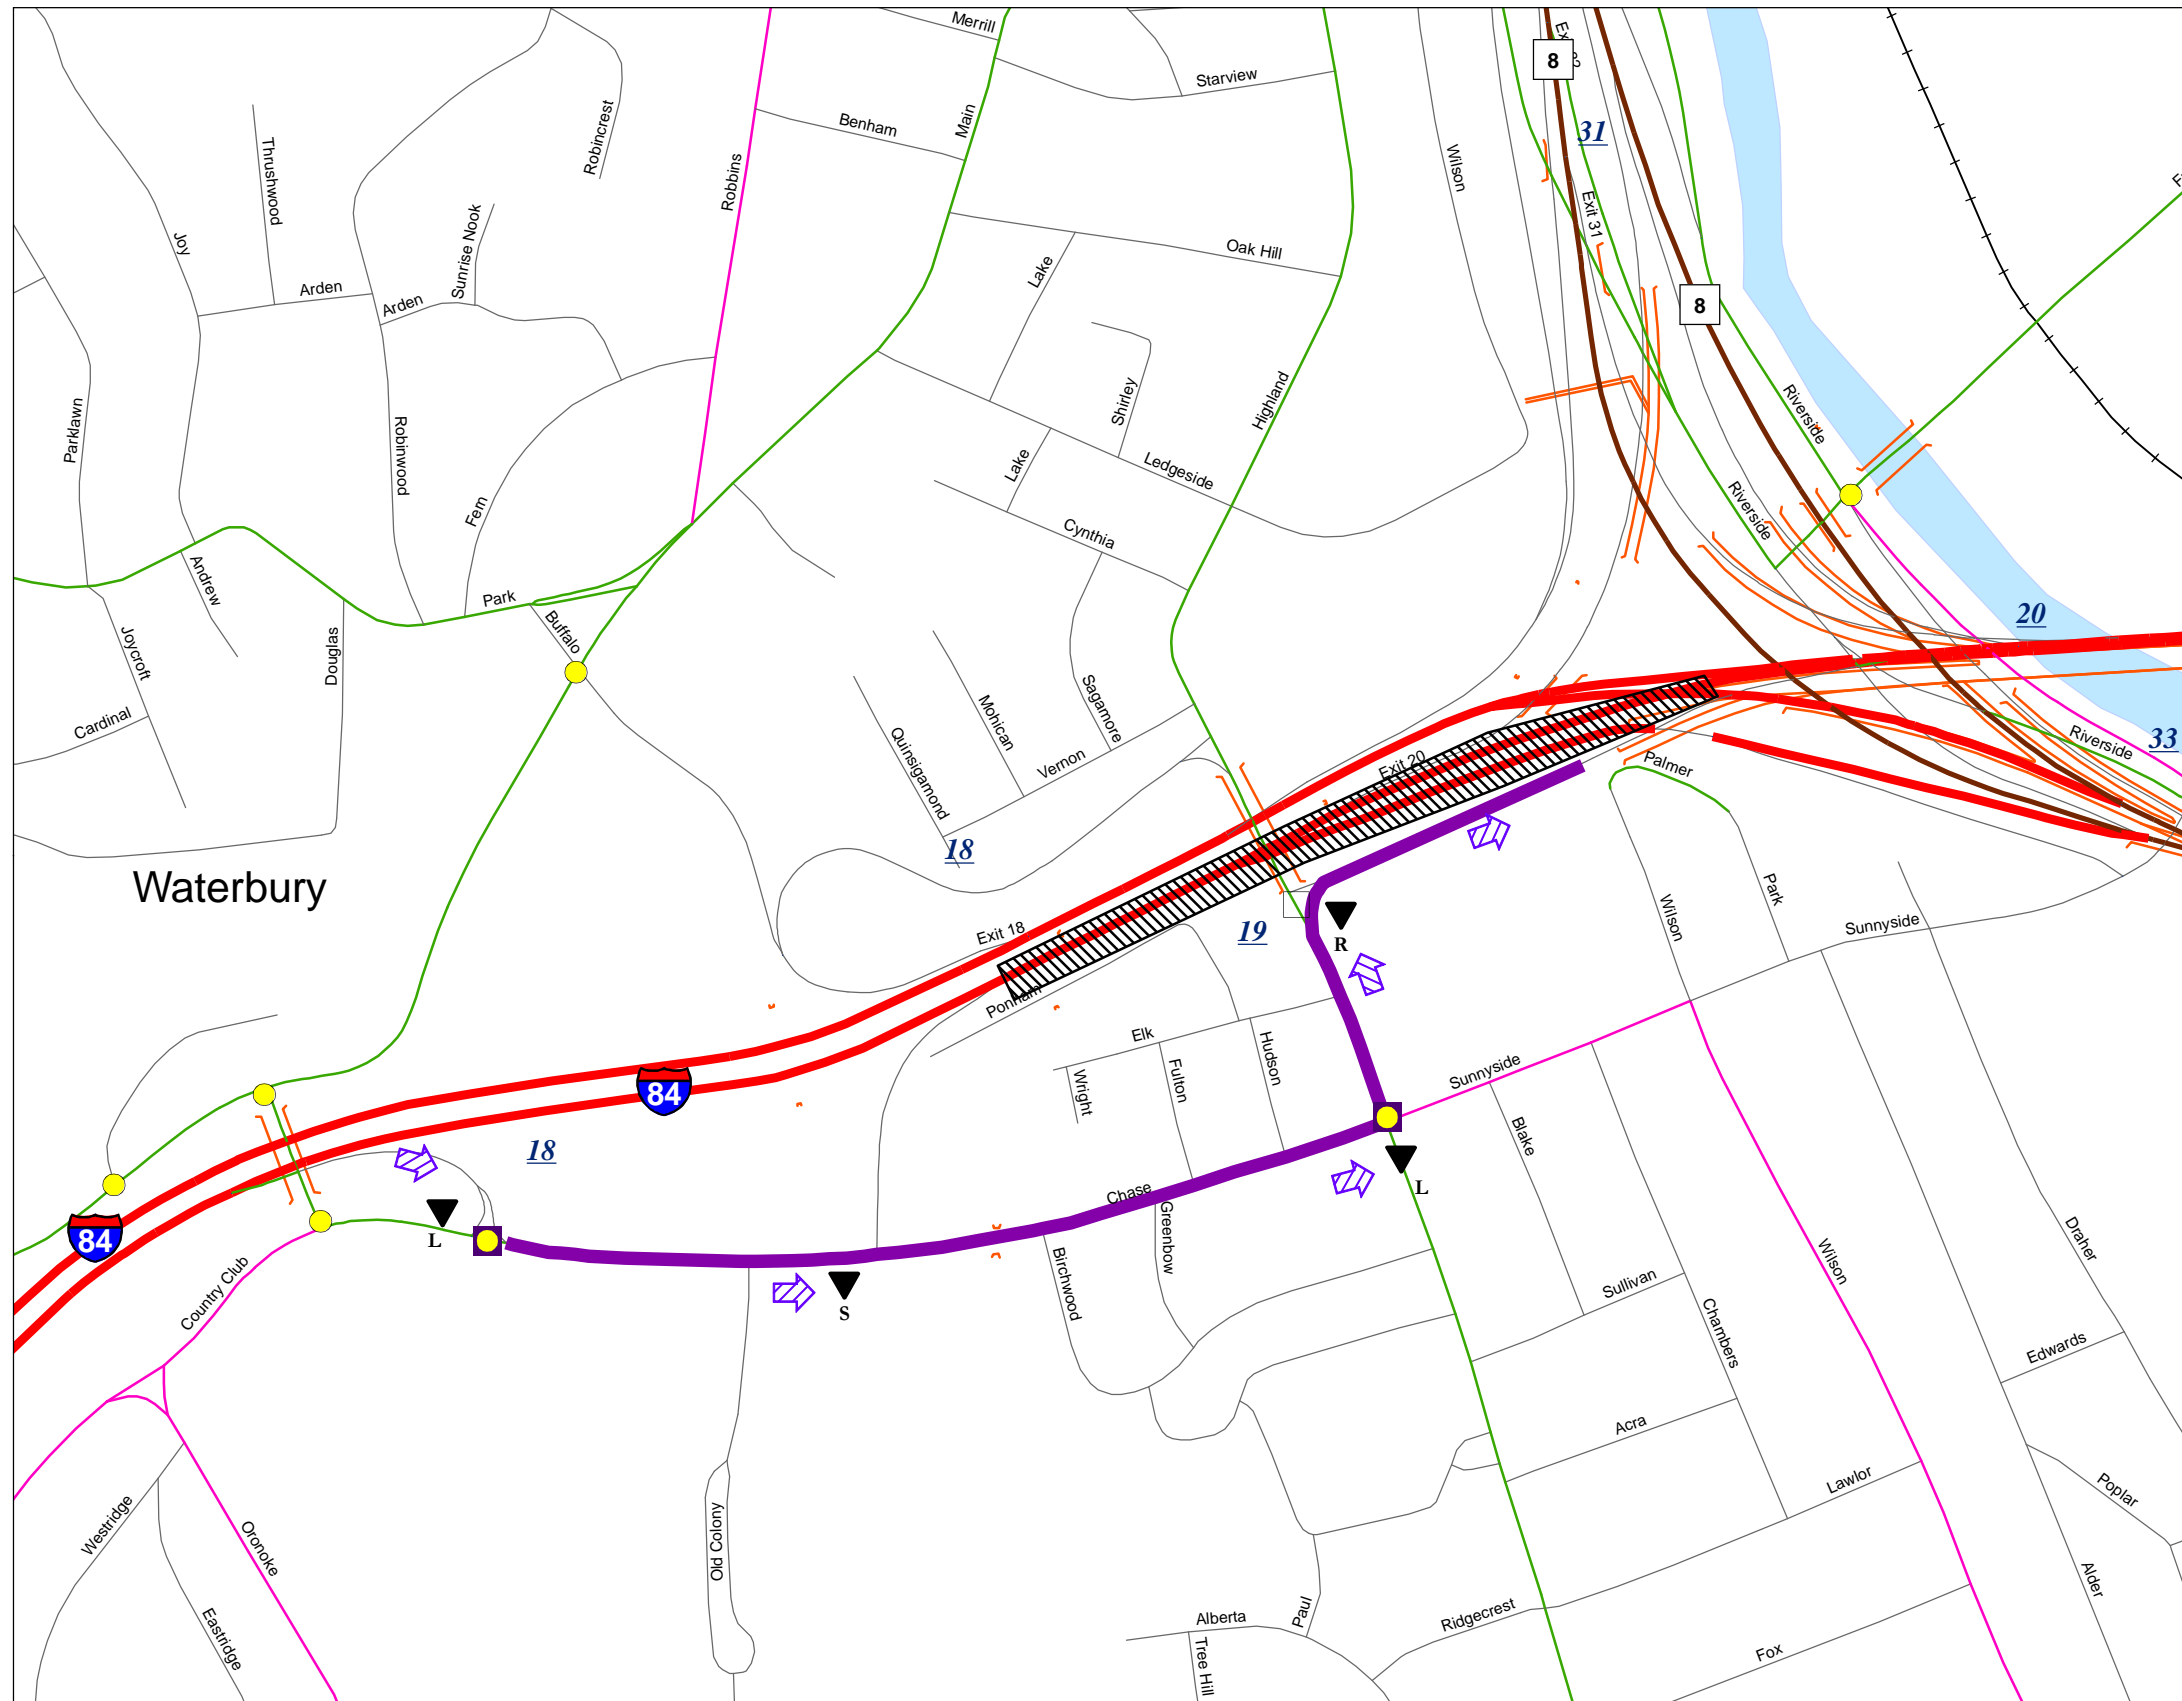 Merrill
Starview
Benham
Main
Robbins
Robincrest
Thrushwood
Joy
Sunrise Nook
Arden
Arden
Oak Hill
Lake
Wilson
8
31
Exit 31
8
Highland
Shirley
Lake
Ledgeside
Cynthia
Parklawn
Robinwood
Fern
Riverside
Riverside
Park
Buffalo
Andrew
Joycroft
Douglas
Cardinal
Quinsigamond
Mohican
Sagamore
Vernon
20
33
Riverside
Palmer
Exit 20
18
Waterbury
Exit 18
19
R
Wilson
Park
Sunnyside
Ponham
Elk
Hudson
Fulton
Wright
Sunnyside
Blake
84
18
84
L
Chase
L
Greenbow
Birchwood
S
Country Club
Sullivan
Chambers
Wilson
Draher
Edwards
Acra
Lawlor
Poplar
Alder
Westridge
Oronoke
Eastridge
Old Colony
Alberta
Tree Hill
Paul
Ridgecrest
Fox